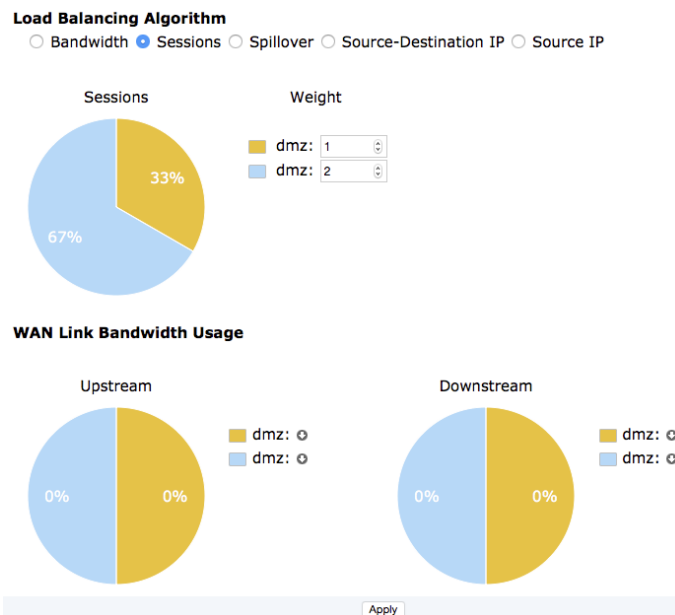 Load Balancing Algorithm
Bandwidth Sessions Spillover Source-Destination IP Source IP
Sessions Weight
dmz: 1
dmz: 2
33%
67%
WAN Link Bandwidth Usage
Upstream Downstream
dmz: dmz:
dmz: dmz:
0% 0% 0% 0%
Apply